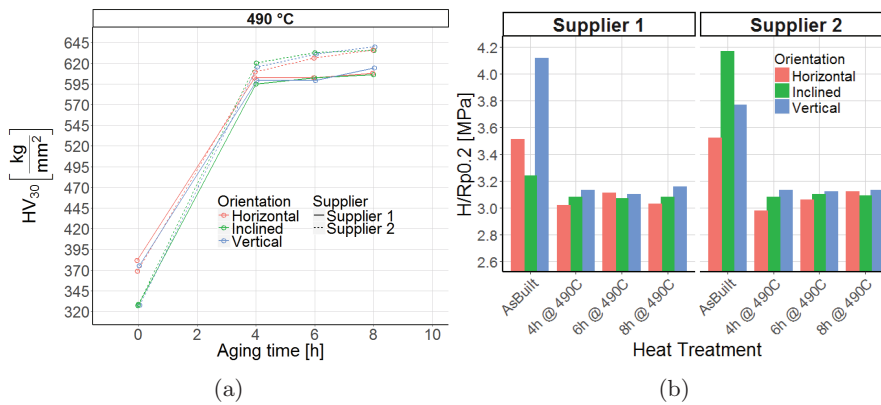 490 °C
HV30 [kg/mm²]
645
620
595
570
545
520
495
470
445
420
395
370
345
320
Orientation
Horizontal
Inclined
Vertical
Supplier
Supplier 1
Supplier 2
0 2 4 6 8 10
Aging time [h]
(a)
Supplier 1 Supplier 2
H/Rp0.2 [MPa]
4.2
4.0
3.8
3.6
3.4
3.2
3.0
2.8
2.6
Orientation
Horizontal
Inclined
Vertical
AsBuilt 4h @ 490C 6h @ 490C 8h @ 490C AsBuilt 4h @ 490C 6h @ 490C 8h @ 490C
Heat Treatment
(b)